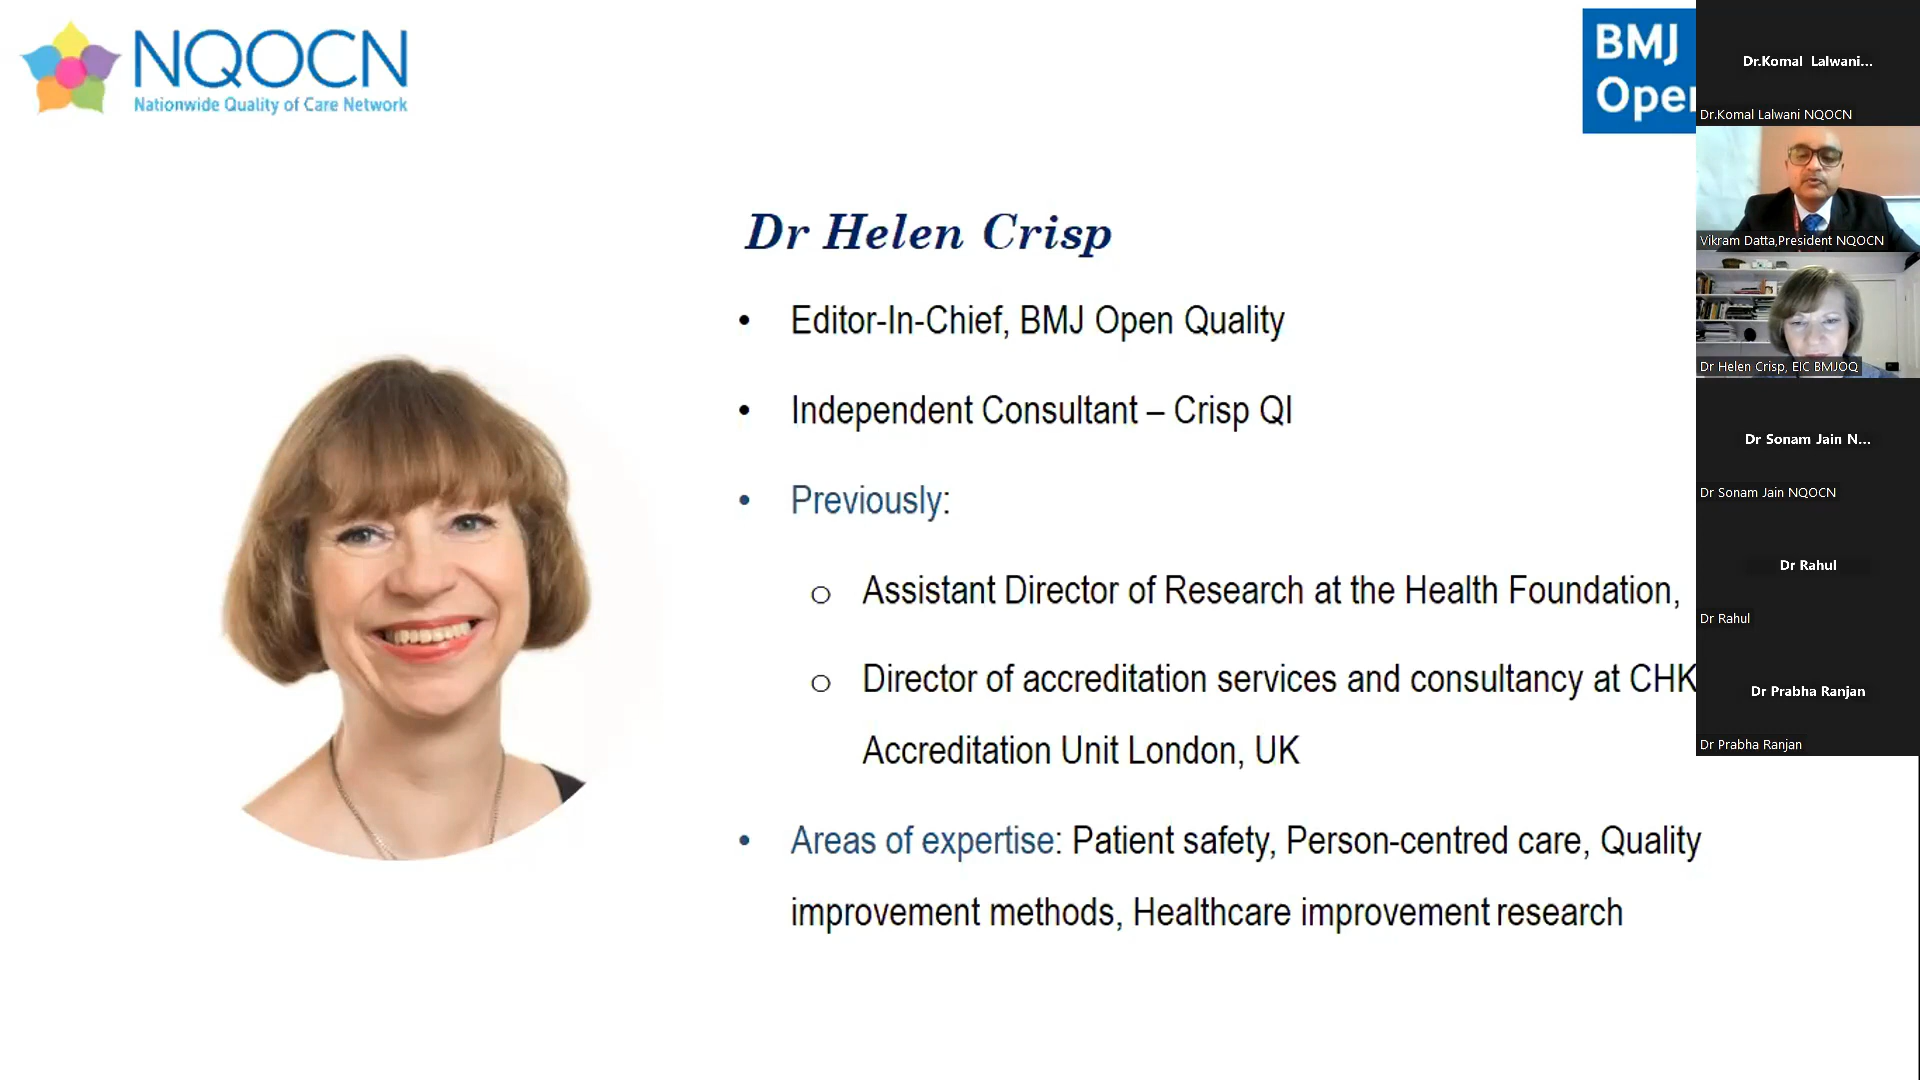 NQOCN
Nationwide Quality of Care Network
BMJ
Open
Dr Helen Crisp
• Editor-In-Chief, BMJ Open Quality
• Independent Consultant – Crisp QI
• Previously:
o Assistant Director of Research at the Health Foundation,
o Director of accreditation services and consultancy at CHK
Accreditation Unit London, UK
• Areas of expertise: Patient safety, Person-centred care, Quality
improvement methods, Healthcare improvement research
Dr.Komal Lalwani...
Dr.Komal Lalwani NQOCN
Vikram Datta,President NQOCN
Dr Helen Crisp, EIC BMJOQ
Dr Sonam Jain N...
Dr Sonam Jain NQOCN
Dr Rahul
Dr Rahul
Dr Prabha Ranjan
Dr Prabha Ranjan